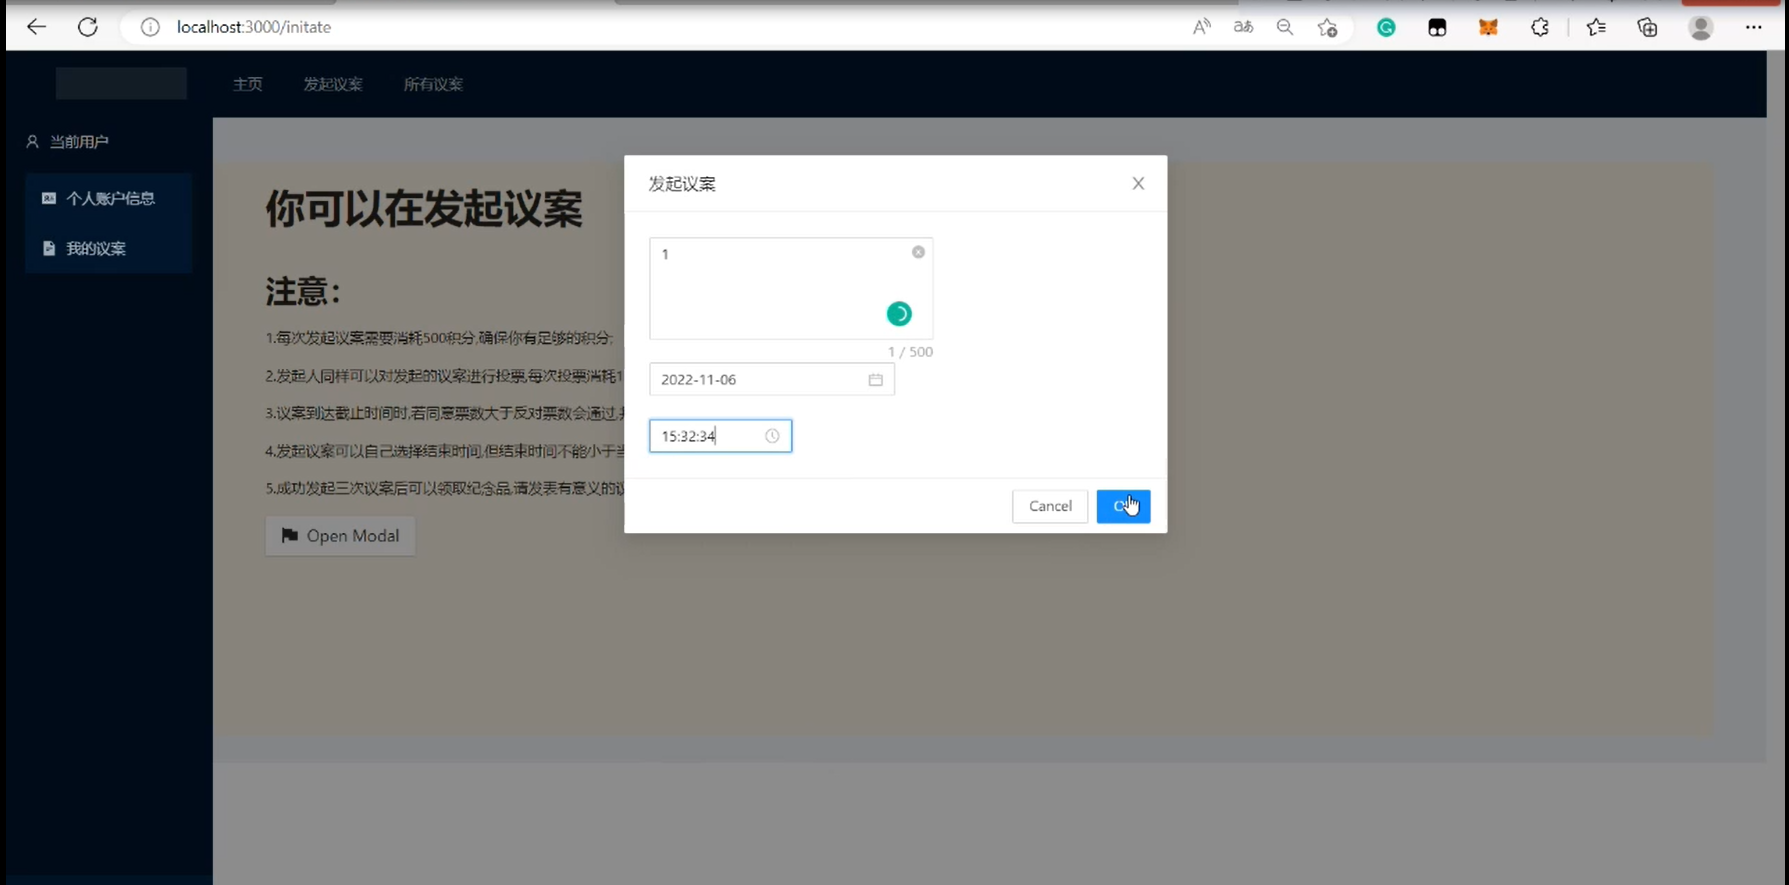 localhost:3000/initate
主页 发起议案 所有议案
当前用户
个人账户信息
我的议案
你可以在发起议案
注意:
1.每次发起议案需要消耗500积分,确保你有足够的积分;
2.发起人同样可以对发起的议案进行投票,每次投票消耗1
3.议案到达截止时间时,若同意票数大于反对票数会通过,
4.发起议案可以自己选择结束时间,但结束时间不能小于
5.成功发起三次议案后可以领取纪念品,请发表有意义的
Open Modal
发起议案
1
1 / 500
2022-11-06
15:32:34
Cancel